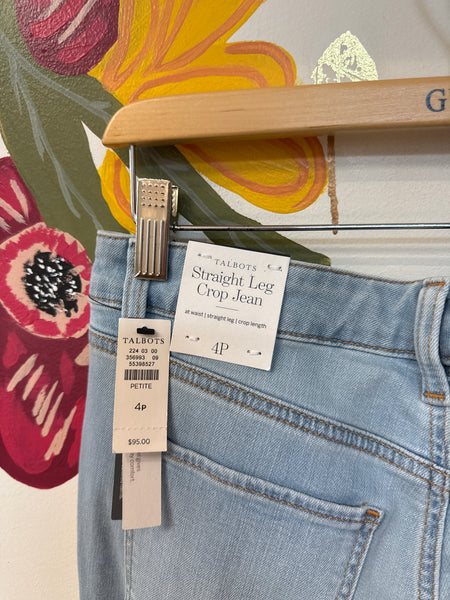 G
TALBOTS
Straight Leg
Crop Jean
at waist | straight leg | crop length
4P
TALBOTS
224 03 00
356993 09
55398527
PETITE
4P
$95.00
comfort.